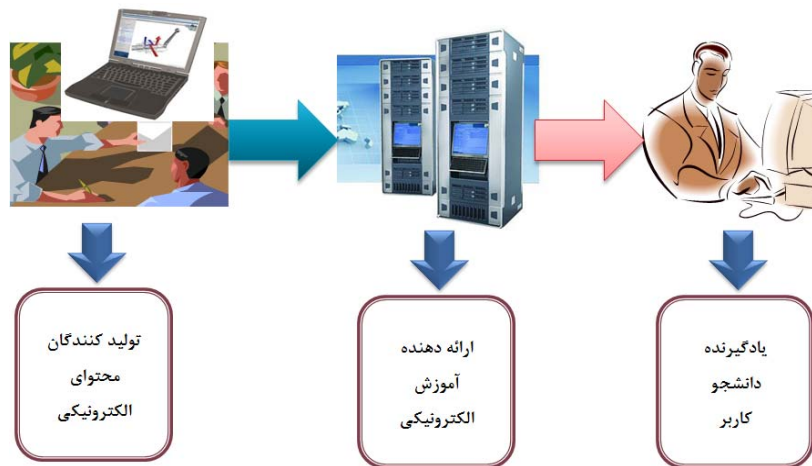 تولید کنندگان
محتوای
الکترونیکی
ارائه دهنده
آموزش
الکترونیکی
یادگیرنده
دانشجو
کاربر